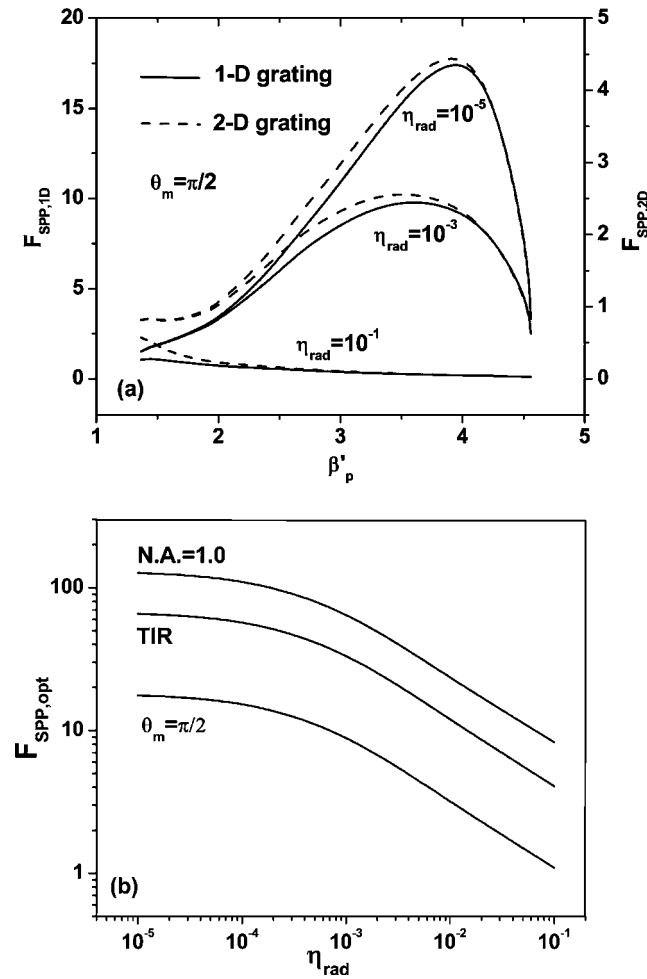 20
15
10
5
0
F_SPP,1D
5
4
3
2
1
0
F_SPP,2D
1-D grating
2-D grating
θ_m=π/2
η_rad=10^-5
η_rad=10^-3
η_rad=10^-1
(a)
1 2 3 4 5
β'_p
100
10
1
F_SPP,opt
N.A.=1.0
TIR
θ_m=π/2
(b)
10^-5 10^-4 10^-3 10^-2 10^-1
η_rad